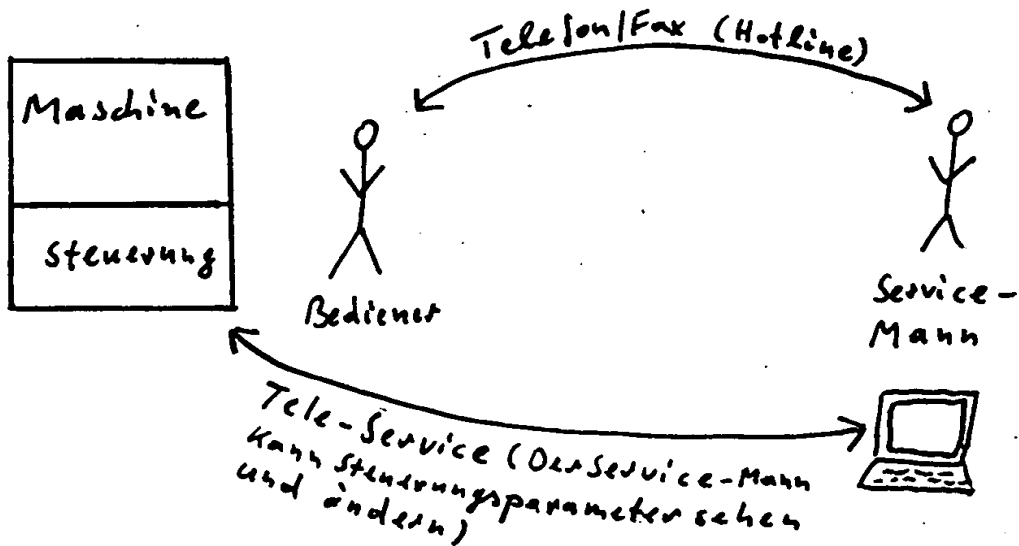 Telefon/Fax (Hotline)
Maschine
Steuerung
Bediener
Service-
Mann
Tele-Service (Der Service-Mann
kann Steuerungsparameter sehen
und ändern)